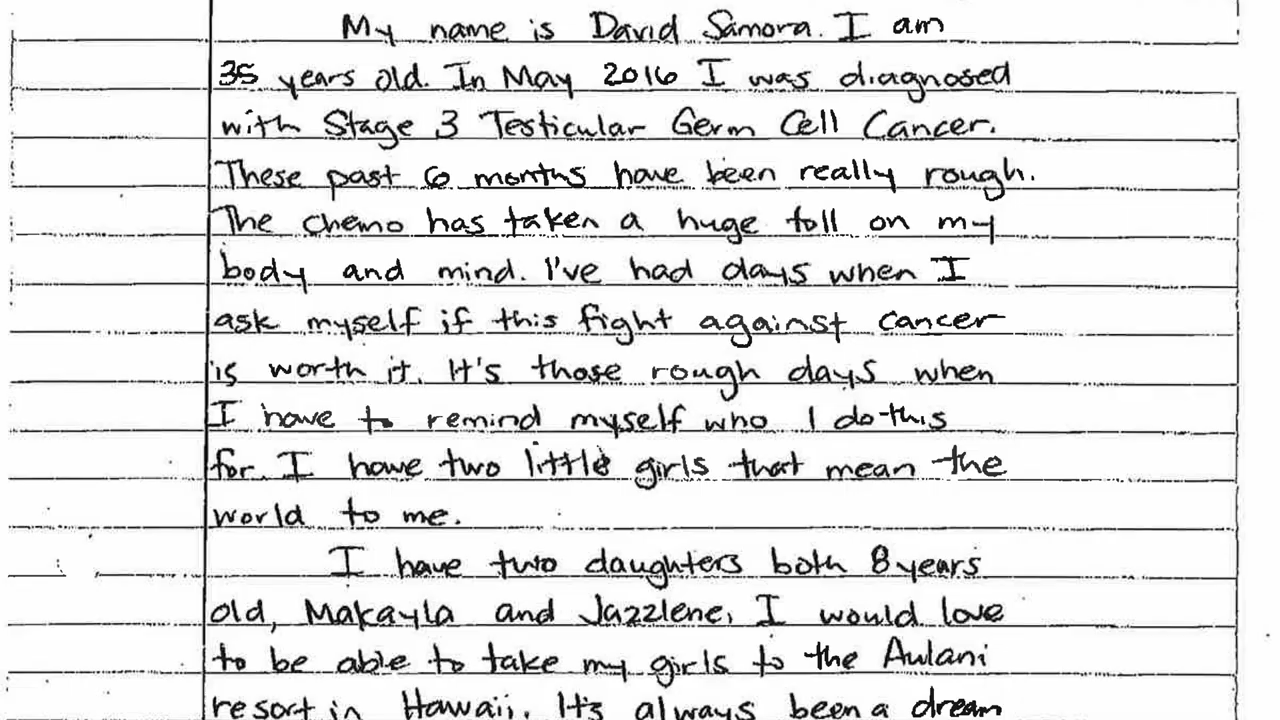 My name is David Samora. I am
35 years old. In May 2016 I was diagnosed
with Stage 3 Testicular Germ Cell Cancer.
These past 6 months have been really rough.
The chemo has taken a huge toll on my
body and mind. I've had days when I
ask myself if this fight against cancer
is worth it. It's those rough days when
I have to remind myself who I do this
for. I have two little girls that mean the
world to me.
I have two daughters both 8 years
old, Makayla and Jazzlene. I would love
to be able to take my girls to the Aulani
resort in Hawaii. It's always been a dream